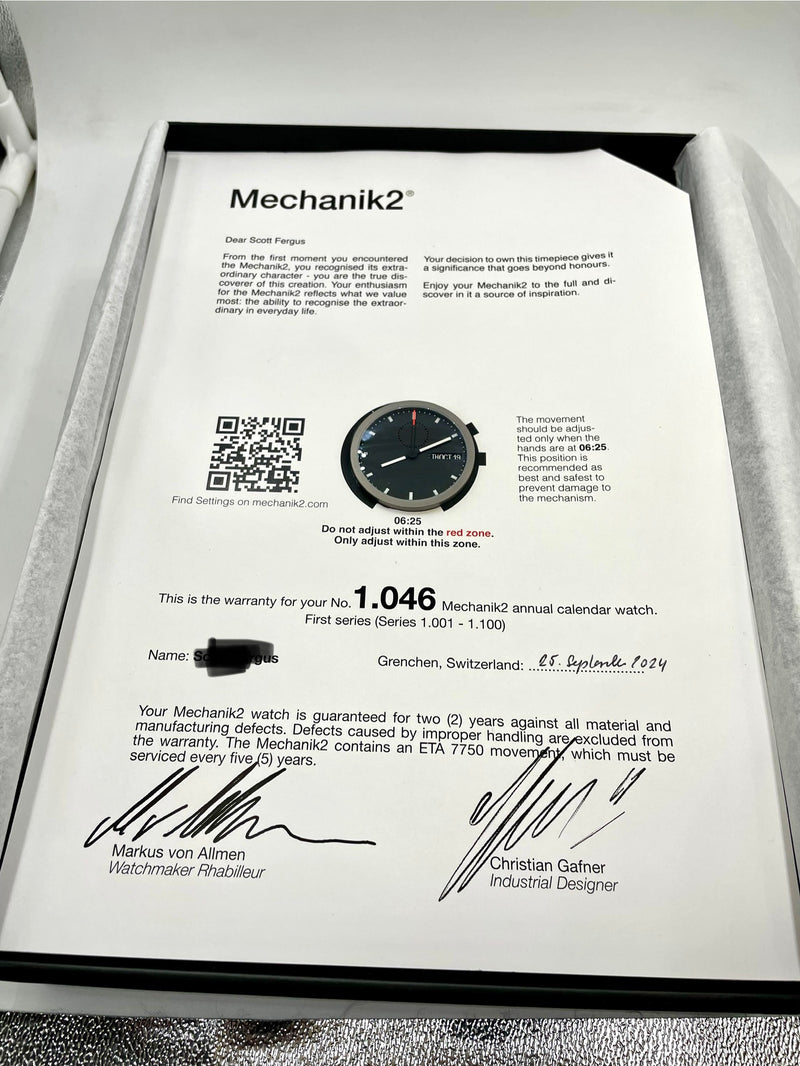 Mechanik2®
Dear Scott Fergus
From the first moment you encountered
the Mechanik2, you recognised its extra-
ordinary character - you are the true dis-
coverer of this creation. Your enthusiasm
for the Mechanik2 reflects what we value
most: the ability to recognise the extraor-
dinary in everyday life.
Your decision to own this timepiece gives it
a significance that goes beyond honours.
Enjoy your Mechanik2 to the full and di-
scover in it a source of inspiration.
THOCT 19
The movement
should be adjus-
ted only when the
hands are at 06:25.
This position is
recommended as
best and safest to
prevent damage to
the mechanism.
Find Settings on mechanik2.com
06:25
Do not adjust within the red zone.
Only adjust within this zone.
This is the warranty for your No. 1.046 Mechanik2 annual calendar watch.
First series (Series 1.001 - 1.100)
Name:
Grenchen, Switzerland: 25. September 2024
Your Mechanik2 watch is guaranteed for two (2) years against all material and
manufacturing defects. Defects caused by improper handling are excluded from
the warranty. The Mechanik2 contains an ETA 7750 movement, which must be
serviced every five (5) years.
Markus von Allmen
Watchmaker Rhabilleur
Christian Gafner
Industrial Designer